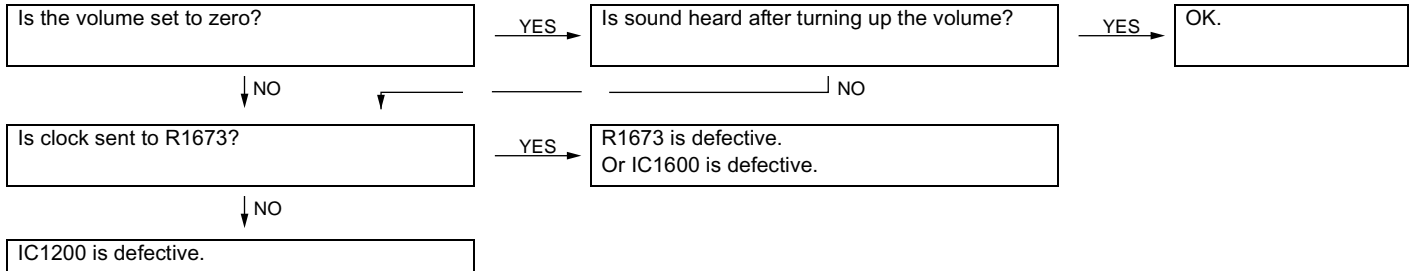 Is the volume set to zero?
YES
Is sound heard after turning up the volume?
YES
OK.
NO
NO
Is clock sent to R1673?
YES
R1673 is defective.
Or IC1600 is defective.
NO
IC1200 is defective.